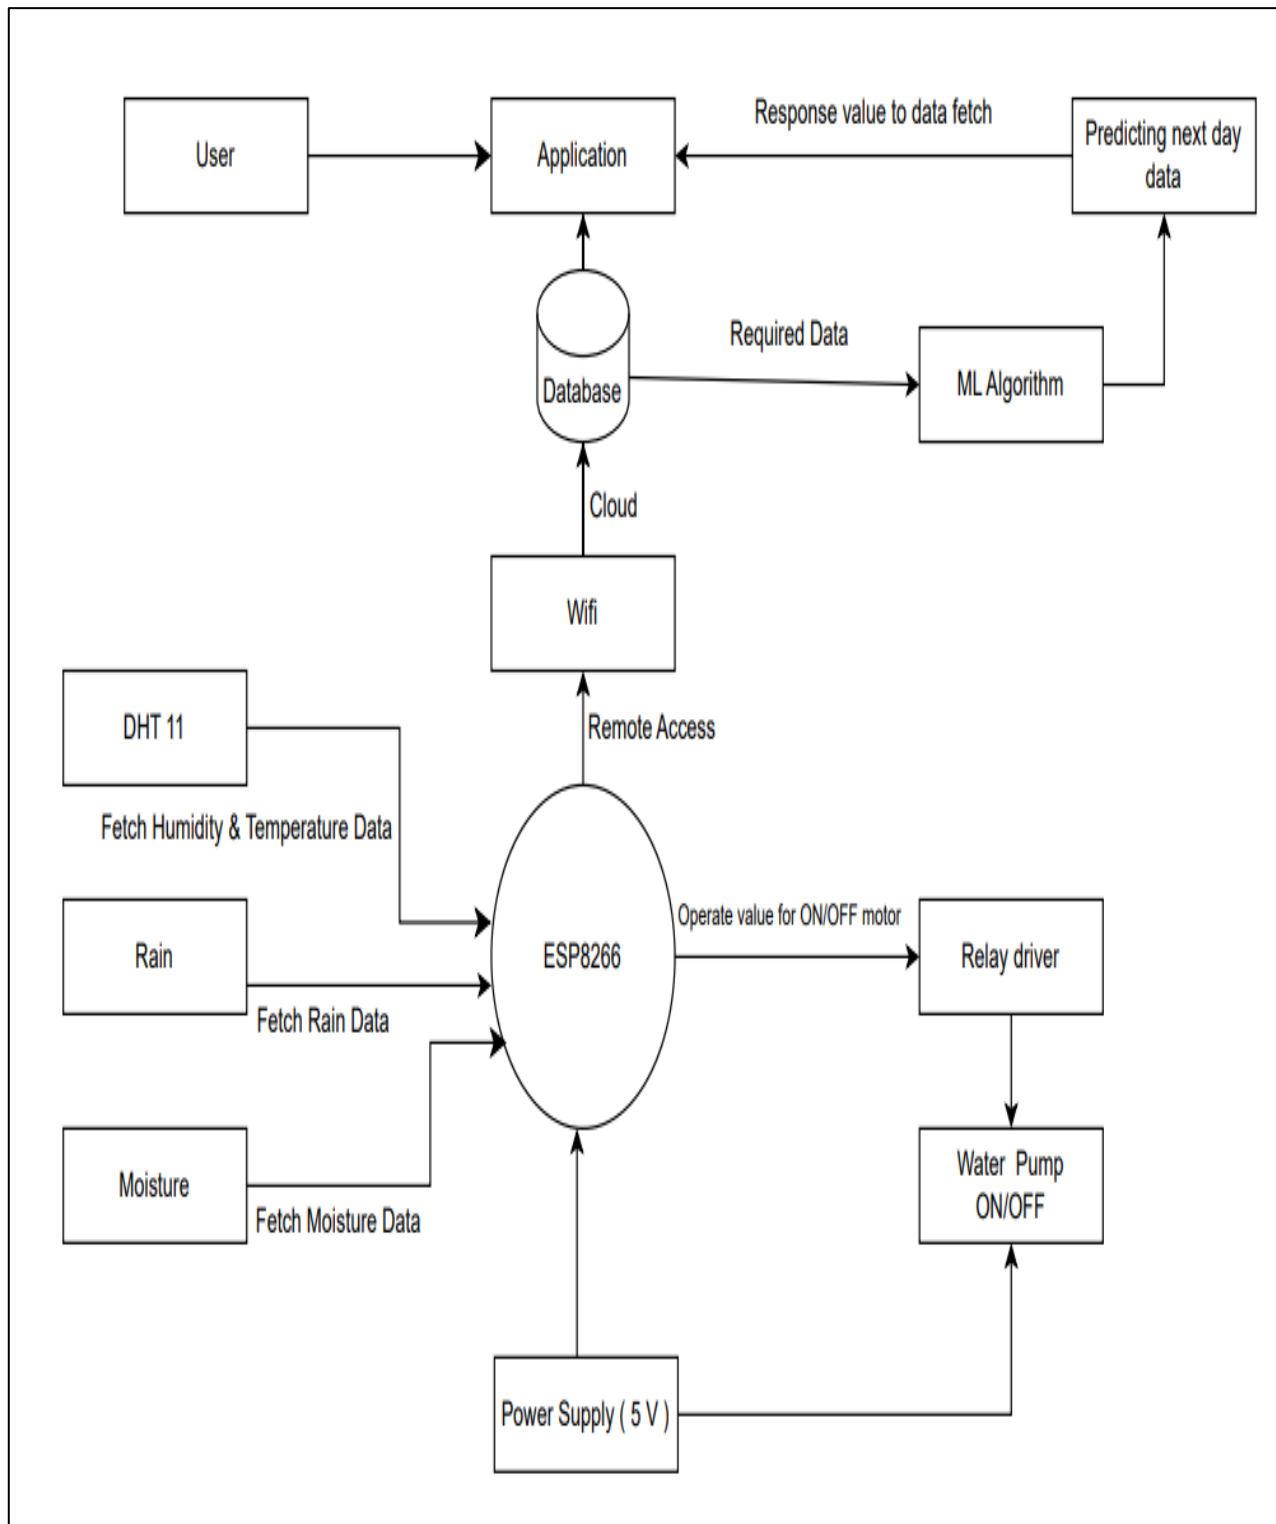 Response value to data fetch
User
Application
Predicting next day
data
Required Data
Database
ML Algorithm
Cloud
Wifi
DHT 11
Remote Access
Fetch Humidity & Temperature Data
Operate value for ON/OFF motor
Rain
ESP8266
Relay driver
Fetch Rain Data
Moisture
Water Pump
ON/OFF
Fetch Moisture Data
Power Supply ( 5 V )